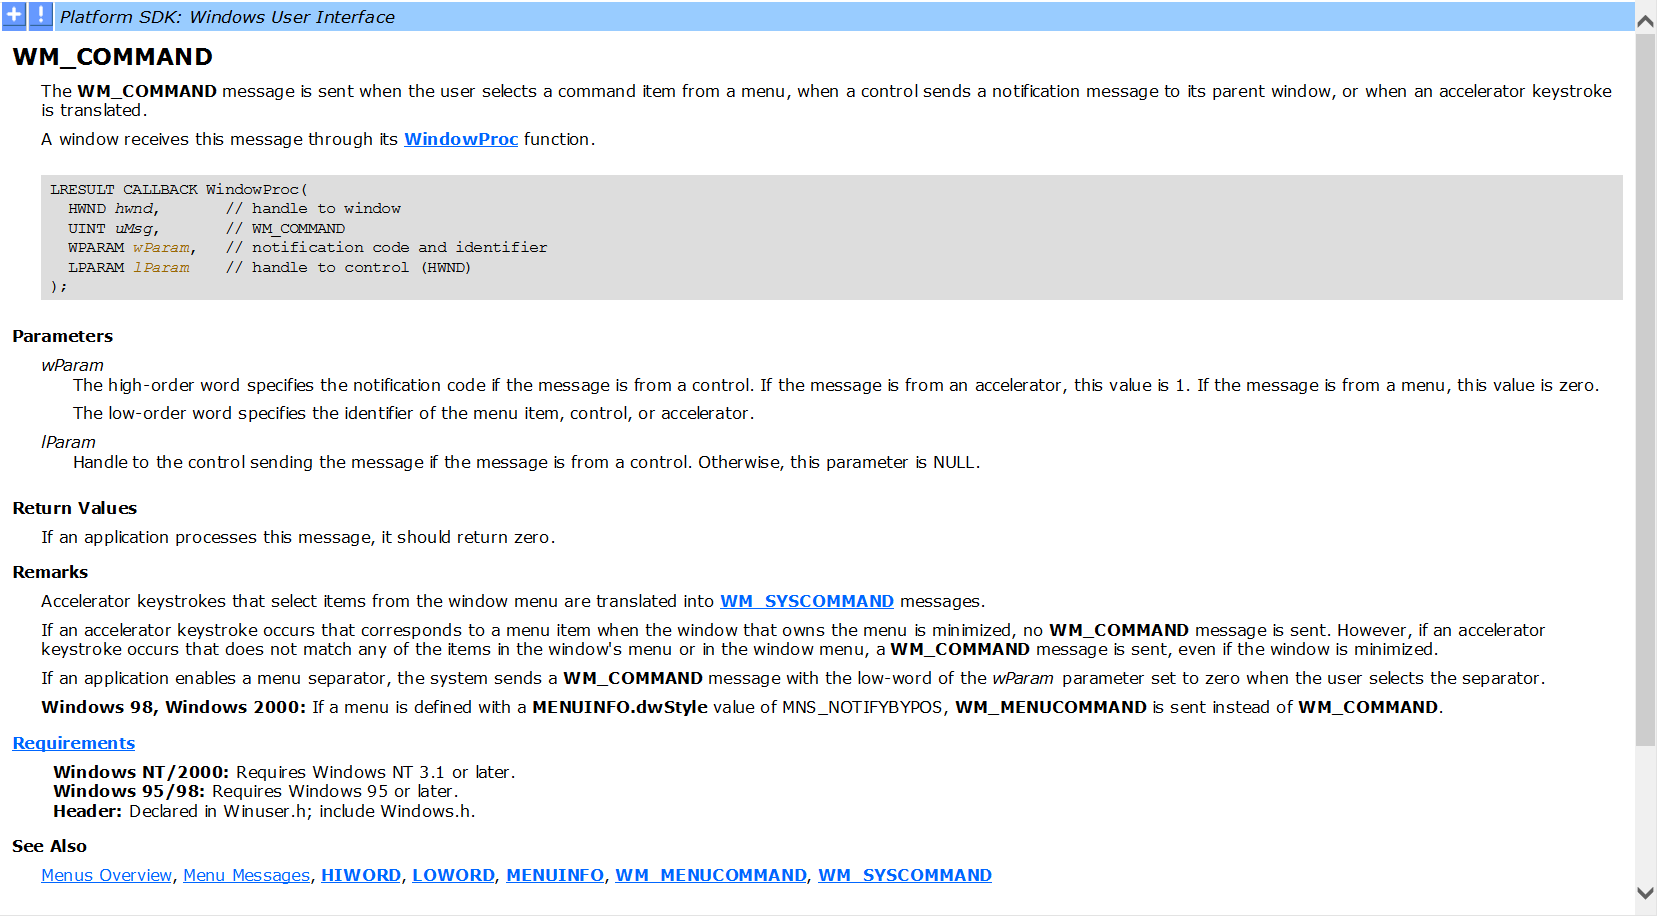 Platform SDK: Windows User Interface
WM_COMMAND
The WM_COMMAND message is sent when the user selects a command item from a menu, when a control sends a notification message to its parent window, or when an accelerator keystroke
is translated.
A window receives this message through its WindowProc function.
LRESULT CALLBACK WindowProc(
  HWND hwnd,       // handle to window
  UINT uMsg,       // WM_COMMAND
  WPARAM wParam,   // notification code and identifier
  LPARAM lParam    // handle to control (HWND)
);
Parameters
wParam
The high-order word specifies the notification code if the message is from a control. If the message is from an accelerator, this value is 1. If the message is from a menu, this value is zero.
The low-order word specifies the identifier of the menu item, control, or accelerator.
lParam
Handle to the control sending the message if the message is from a control. Otherwise, this parameter is NULL.
Return Values
If an application processes this message, it should return zero.
Remarks
Accelerator keystrokes that select items from the window menu are translated into WM_SYSCOMMAND messages.
If an accelerator keystroke occurs that corresponds to a menu item when the window that owns the menu is minimized, no WM_COMMAND message is sent. However, if an accelerator
keystroke occurs that does not match any of the items in the window's menu or in the window menu, a WM_COMMAND message is sent, even if the window is minimized.
If an application enables a menu separator, the system sends a WM_COMMAND message with the low-word of the wParam parameter set to zero when the user selects the separator.
Windows 98, Windows 2000: If a menu is defined with a MENUINFO.dwStyle value of MNS_NOTIFYBYPOS, WM_MENUCOMMAND is sent instead of WM_COMMAND.
Requirements
Windows NT/2000: Requires Windows NT 3.1 or later.
Windows 95/98: Requires Windows 95 or later.
Header: Declared in Winuser.h; include Windows.h.
See Also
Menus Overview, Menu Messages, HIWORD, LOWORD, MENUINFO, WM_MENUCOMMAND, WM_SYSCOMMAND